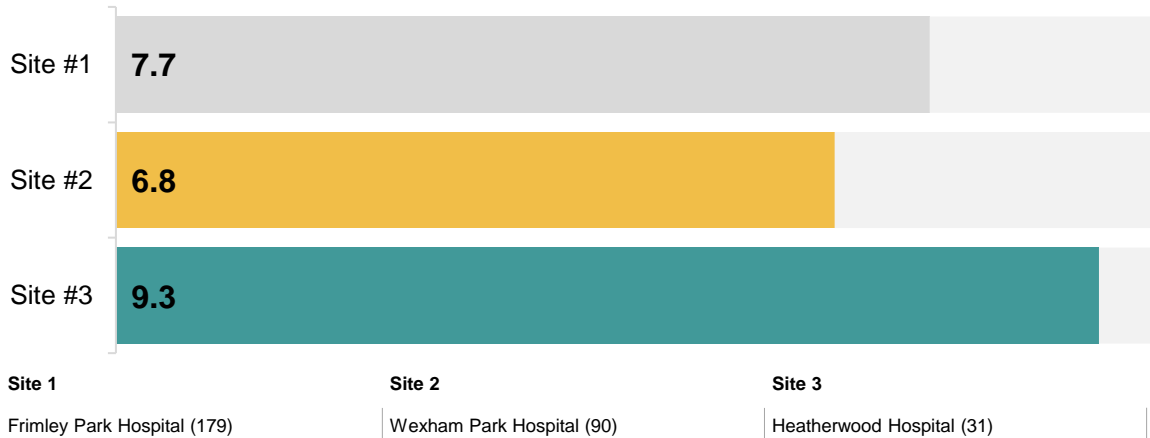 Site #1 7.7
Site #2 6.8
Site #3 9.3
Site 1 Site 2 Site 3
Frimley Park Hospital (179) Wexham Park Hospital (90) Heatherwood Hospital (31)